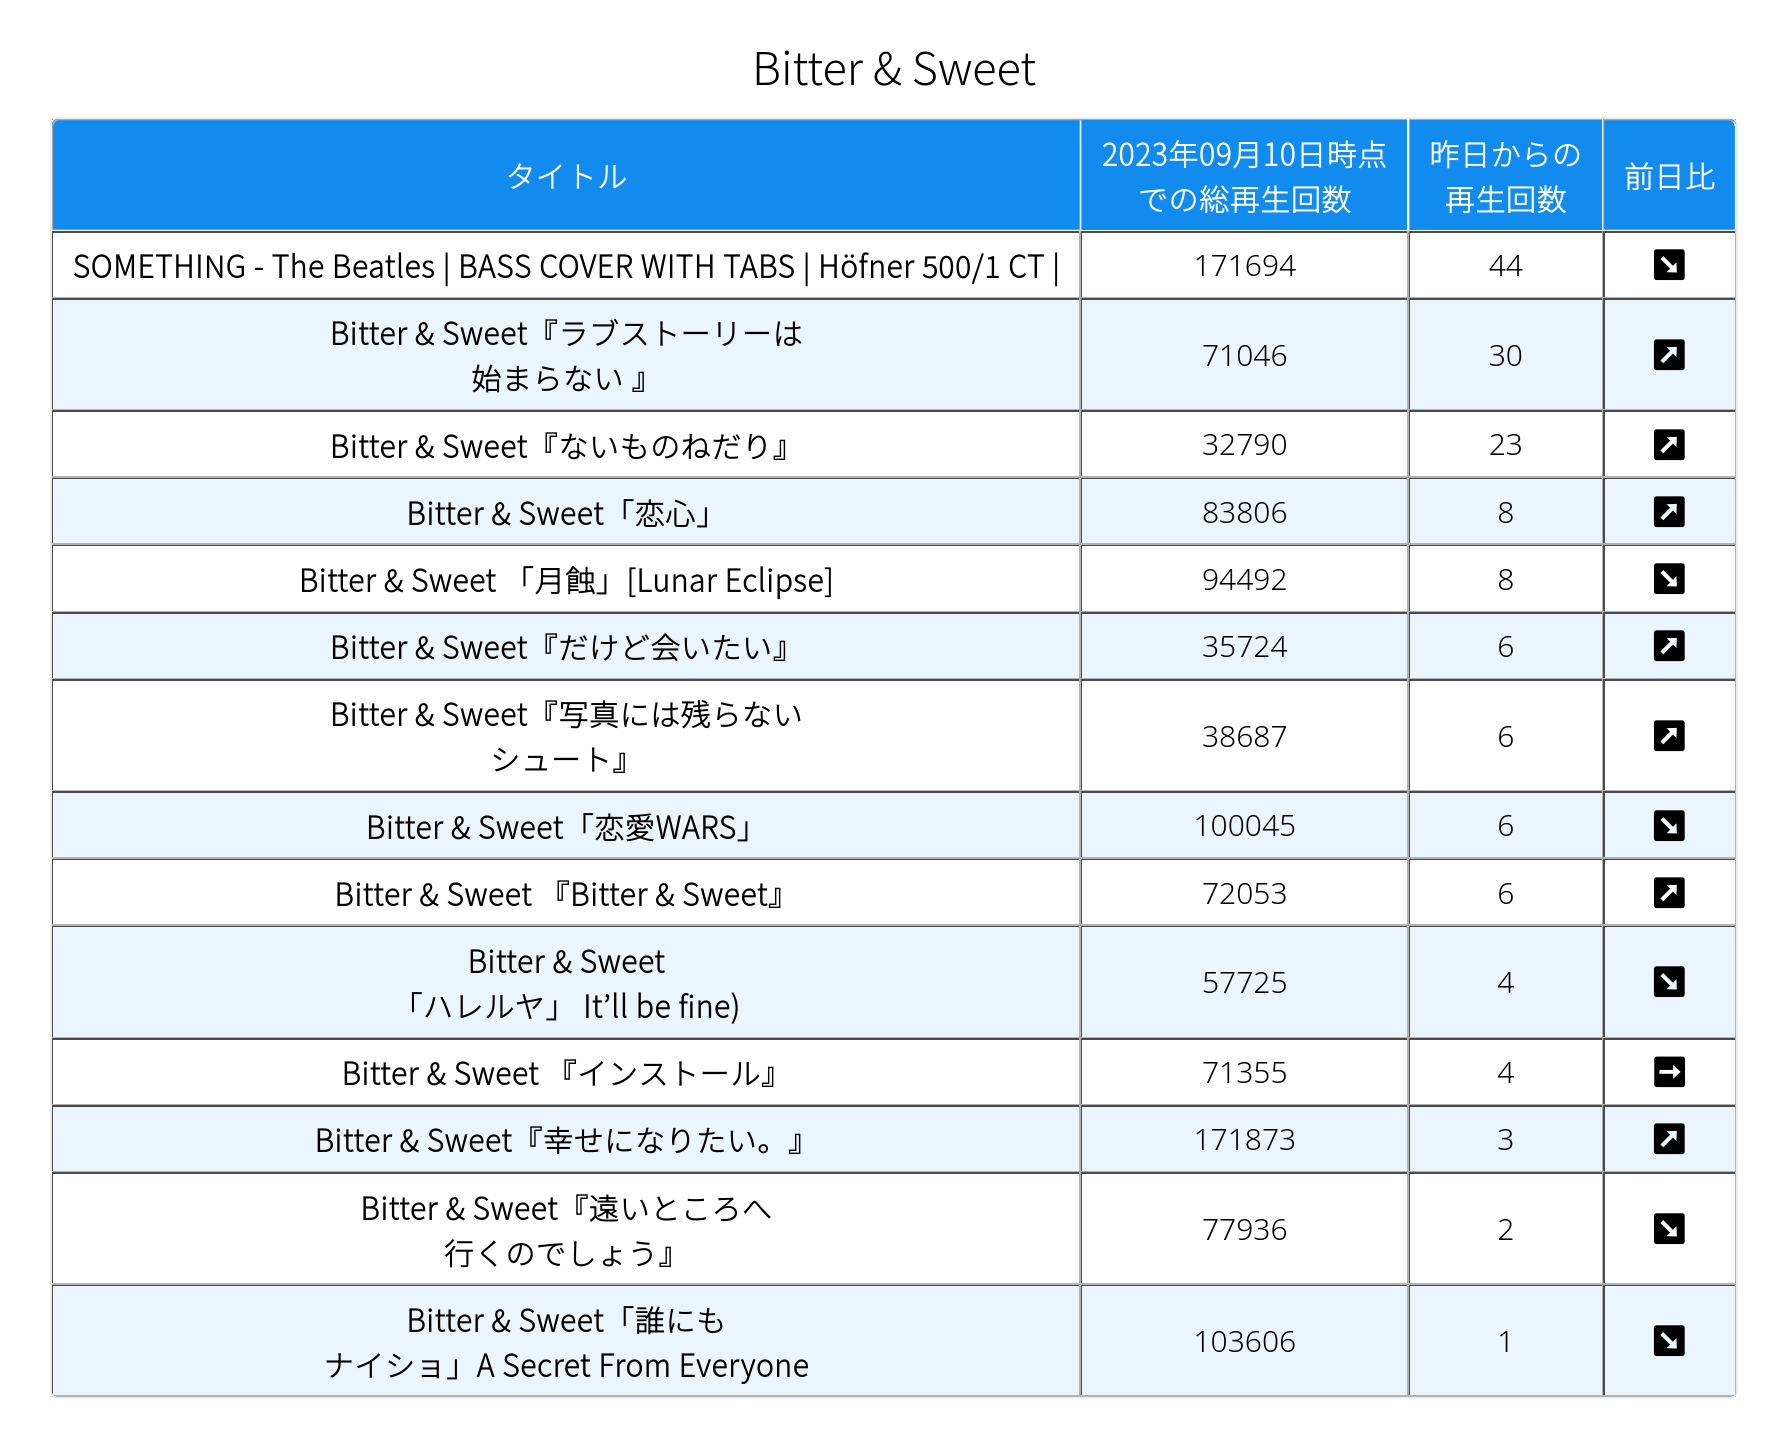 Bitter & Sweet
タイトル
2023年09月10日時点
での総再生回数
昨日からの
再生回数
前日比
SOMETHING - The Beatles | BASS COVER WITH TABS | Höfner 500/1 CT |
171694
44
Bitter & Sweet『ラブストーリーは
始まらない 』
71046
30
Bitter & Sweet『ないものねだり』
32790
23
Bitter & Sweet「恋心」
83806
8
Bitter & Sweet 「月蝕」[Lunar Eclipse]
94492
8
Bitter & Sweet『だけど会いたい』
35724
6
Bitter & Sweet『写真には残らない
シュート』
38687
6
Bitter & Sweet「恋愛WARS」
100045
6
Bitter & Sweet 『Bitter & Sweet』
72053
6
Bitter & Sweet
「ハレルヤ」 It’ll be fine)
57725
4
Bitter & Sweet 『インストール』
71355
4
Bitter & Sweet『幸せになりたい。』
171873
3
Bitter & Sweet『遠いところへ
行くのでしょう』
77936
2
Bitter & Sweet「誰にも
ナイショ」A Secret From Everyone
103606
1